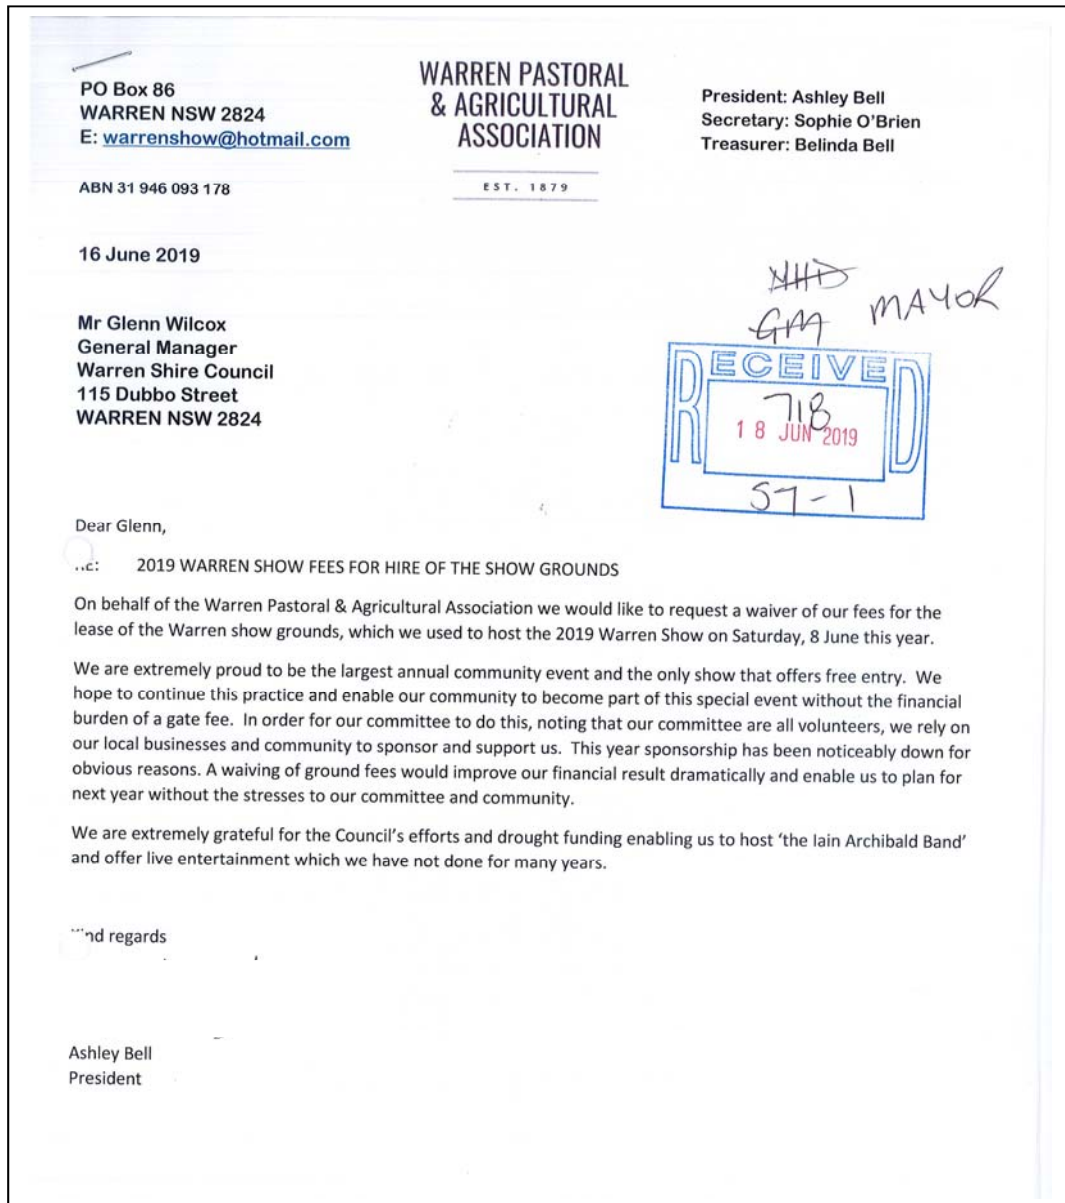 PO Box 86
WARREN NSW 2824
E: warrenshow@hotmail.com
ABN 31 946 093 178
WARREN PASTORAL
& AGRICULTURAL
ASSOCIATION
EST. 1879
President: Ashley Bell
Secretary: Sophie O'Brien
Treasurer: Belinda Bell
16 June 2019
Mr Glenn Wilcox
General Manager
Warren Shire Council
115 Dubbo Street
WARREN NSW 2824
GM MAYOR
RECEIVED
718
18 JUN 2019
S7-1
Dear Glenn,
2019 WARREN SHOW FEES FOR HIRE OF THE SHOW GROUNDS
On behalf of the Warren Pastoral & Agricultural Association we would like to request a waiver of our fees for the
lease of the Warren show grounds, which we used to host the 2019 Warren Show on Saturday, 8 June this year.
We are extremely proud to be the largest annual community event and the only show that offers free entry. We
hope to continue this practice and enable our community to become part of this special event without the financial
burden of a gate fee. In order for our committee to do this, noting that our committee are all volunteers, we rely on
our local businesses and community to sponsor and support us. This year sponsorship has been noticeably down for
obvious reasons. A waiving of ground fees would improve our financial result dramatically and enable us to plan for
next year without the stresses to our committee and community.
We are extremely grateful for the Council's efforts and drought funding enabling us to host 'the Iain Archibald Band'
and offer live entertainment which we have not done for many years.
regards
Ashley Bell
President